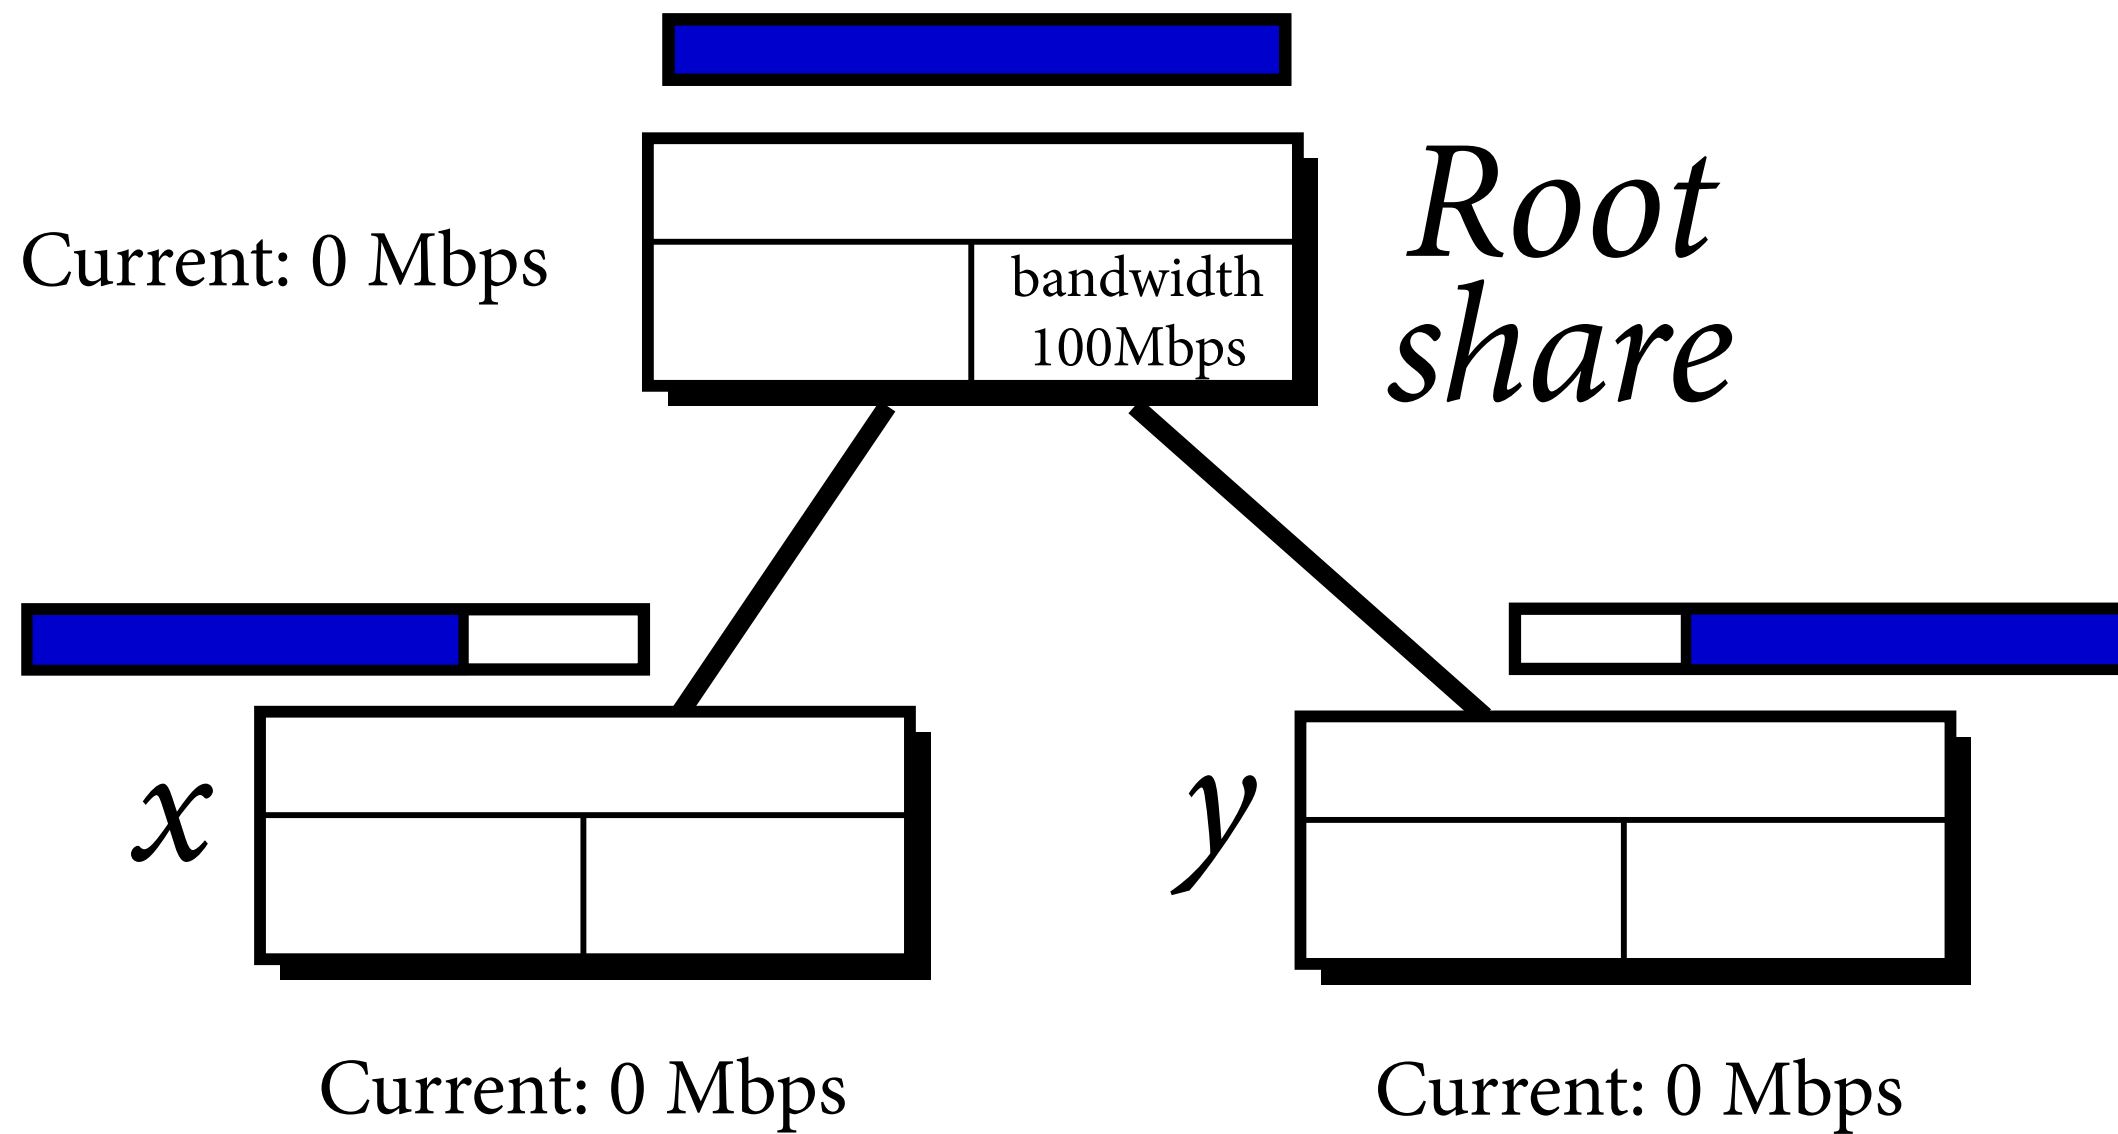 Root
share
Current: 0 Mbps
bandwidth
100Mbps
x
y
Current: 0 Mbps
Current: 0 Mbps